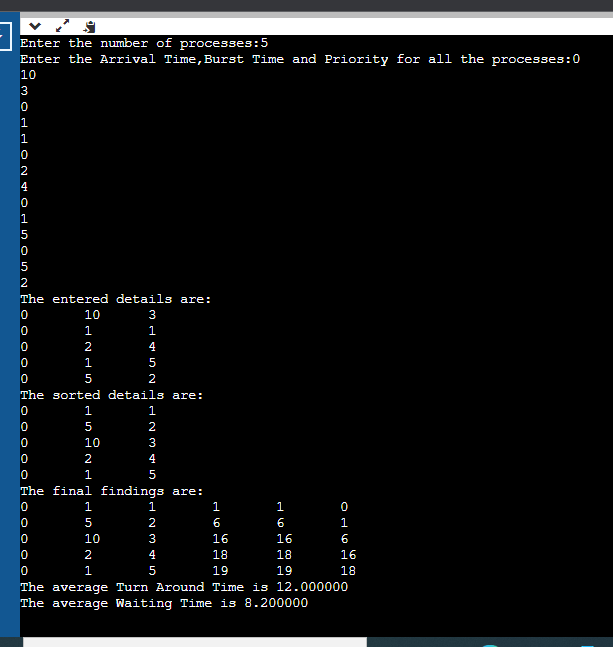 Enter the number of processes:5
Enter the Arrival Time,Burst Time and Priority for all the processes:0
10
3
0
1
1
0
2
4
0
1
5
0
5
2
The entered details are:
0 10 3
0 1 1
0 2 4
0 1 5
0 5 2
The sorted details are:
0 1 1
0 5 2
0 10 3
0 2 4
0 1 5
The final findings are:
0 1 1 1 1 0
0 5 2 6 6 1
0 10 3 16 16 6
0 2 4 18 18 16
0 1 5 19 19 18
The average Turn Around Time is 12.000000
The average Waiting Time is 8.200000